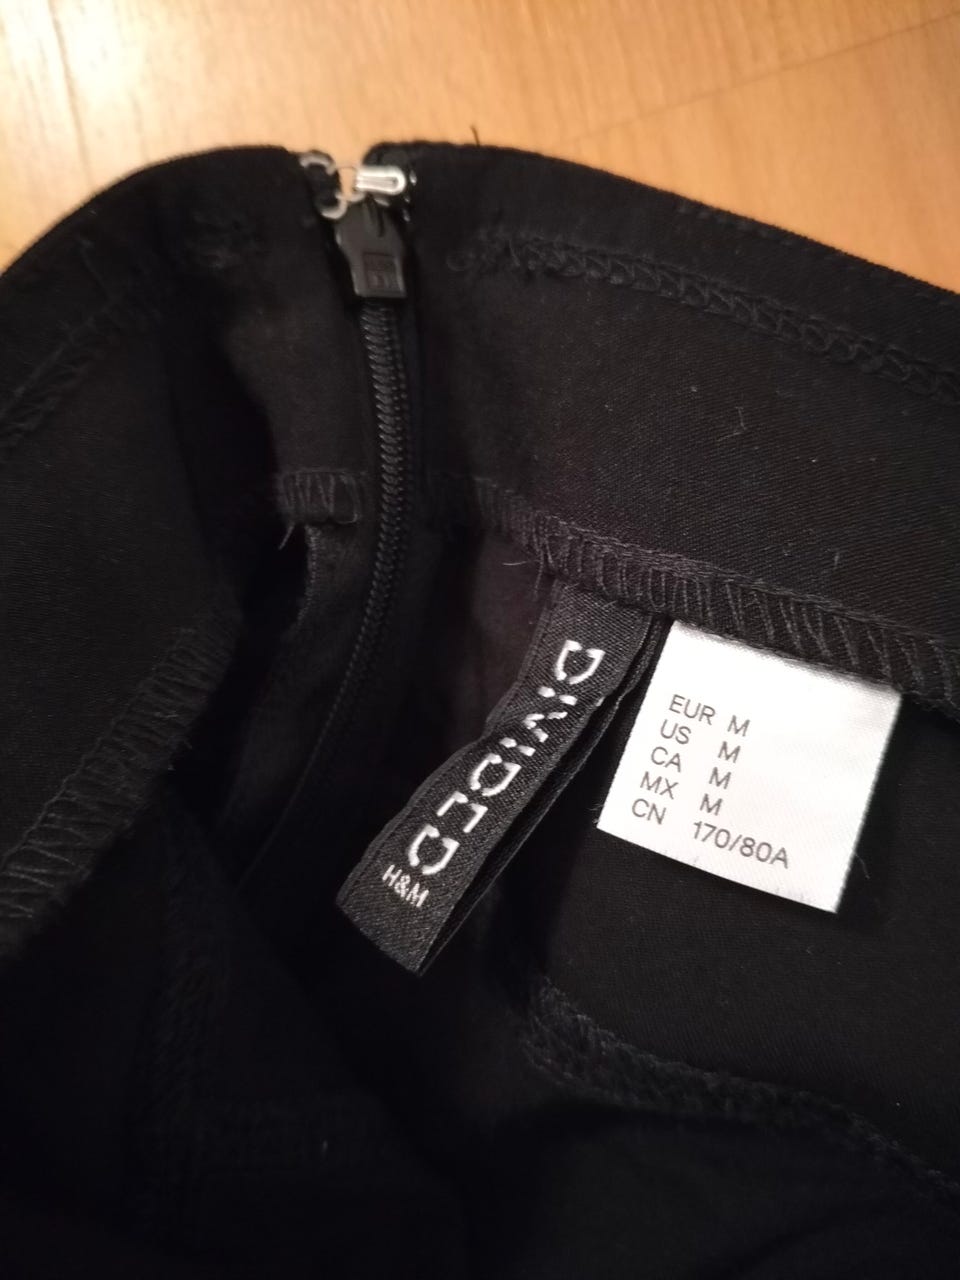 DIVIDED
H&M
EUR M
US M
CA M
MX M
CN 170/80A